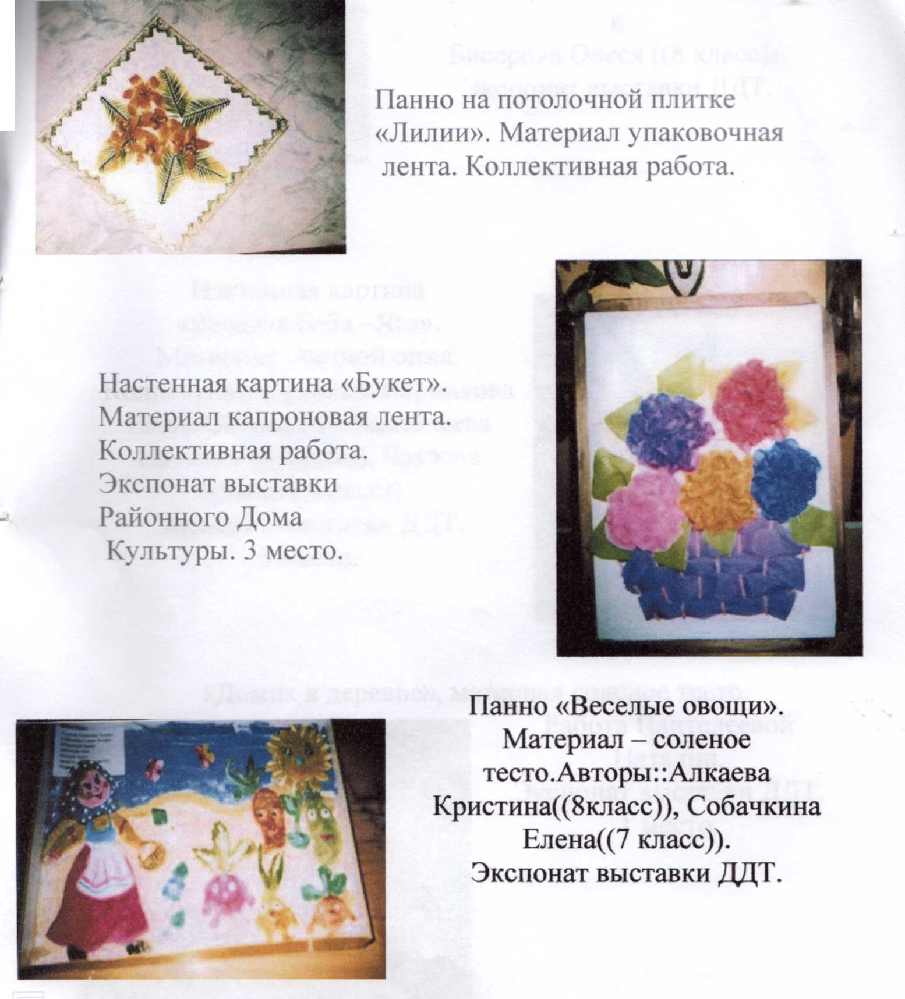 Панно на потолочной плитке
«Лилии». Материал упаковочная
лента. Коллективная работа.
Настенная картина «Букет».
Материал капроновая лента.
Коллективная работа.
Экспонат выставки
Районного Дома
Культуры. 3 место.
Панно «Веселые овощи».
Материал – соленое
тесто.Авторы::Алкаева
Кристина((8класс)), Собачкина
Елена((7 класс)).
Экспонат выставки ДДТ.